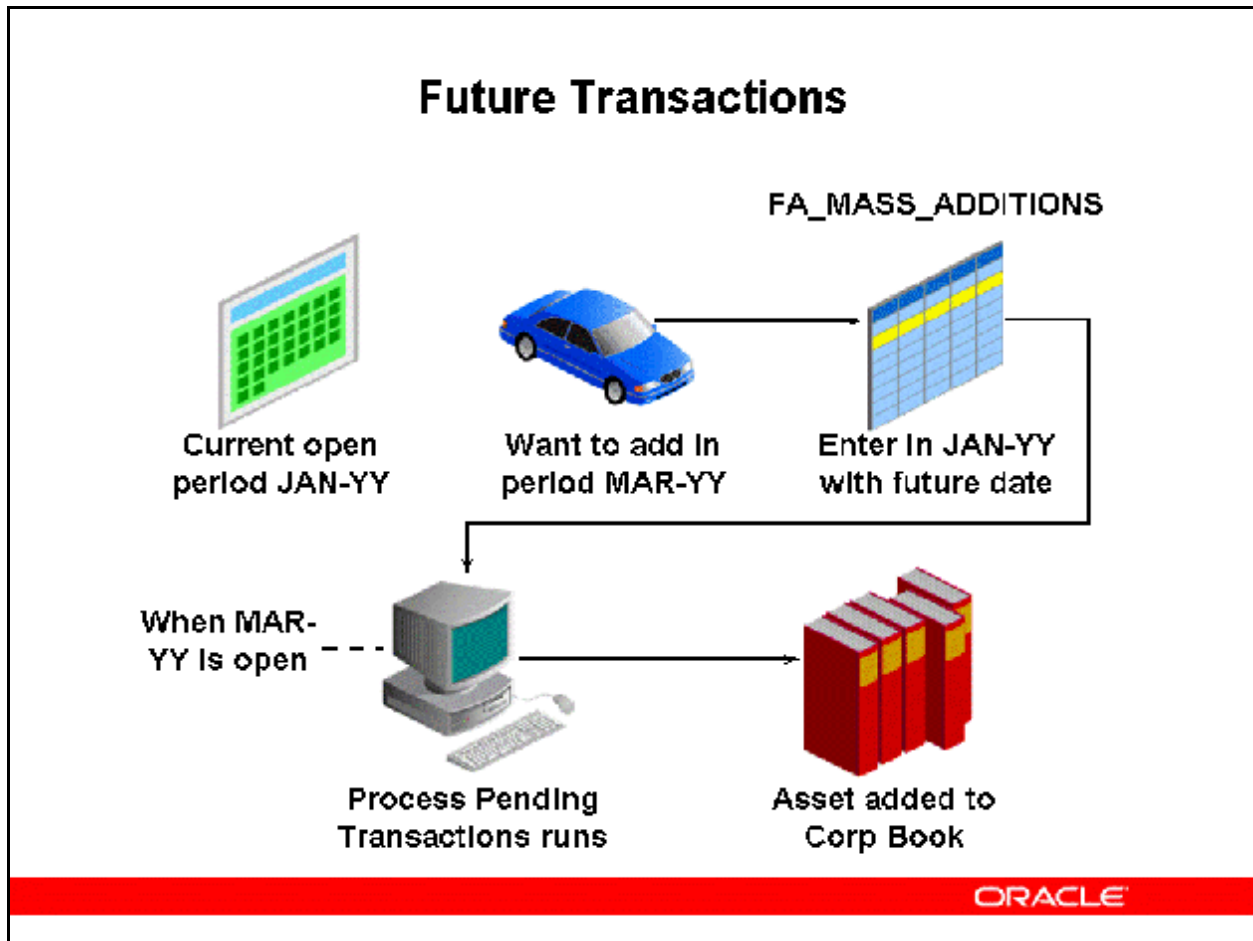 Future Transactions
FA_MASS_ADDITIONS
Current open
period JAN-YY
Want to add in
period MAR-YY
Enter in JAN-YY
with future date
When MAR-
YY is open
Process Pending
Transactions runs
Asset added to
Corp Book
ORACLE